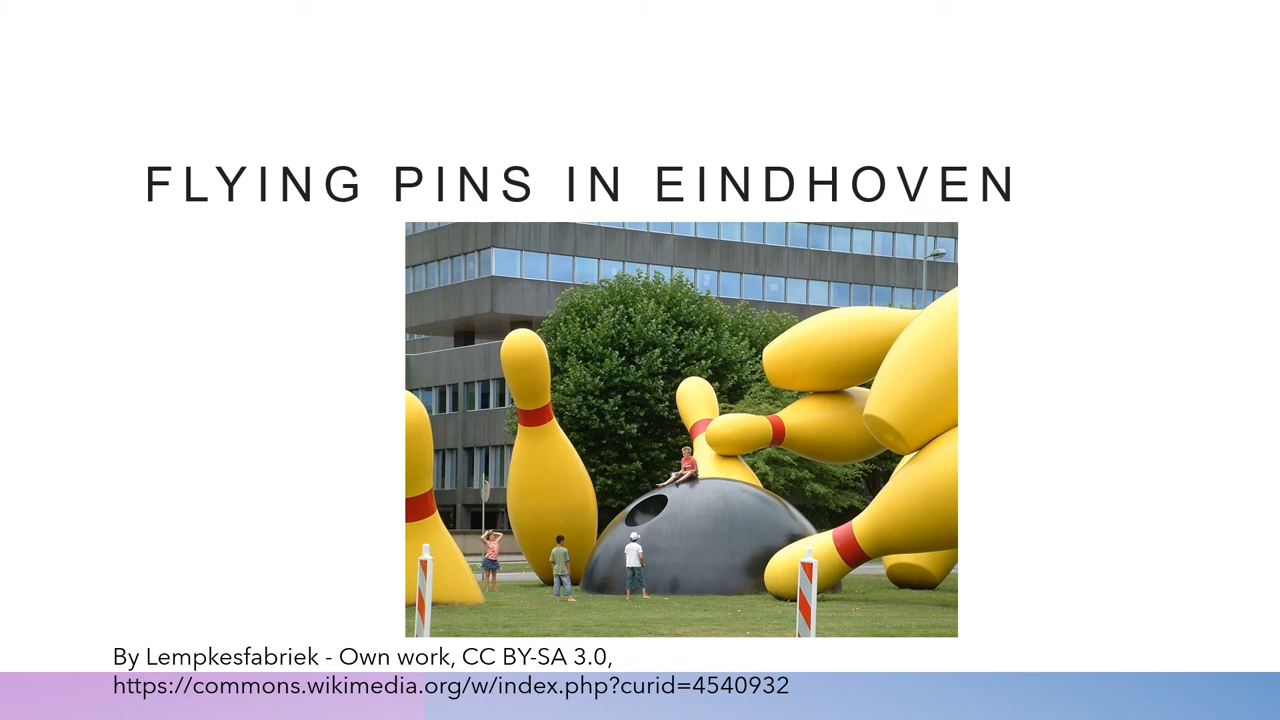 FLYING PINS IN EINDHOVEN
By Lempkesfabriek - Own work, CC BY-SA 3.0,
https://commons.wikimedia.org/w/index.php?curid=4540932